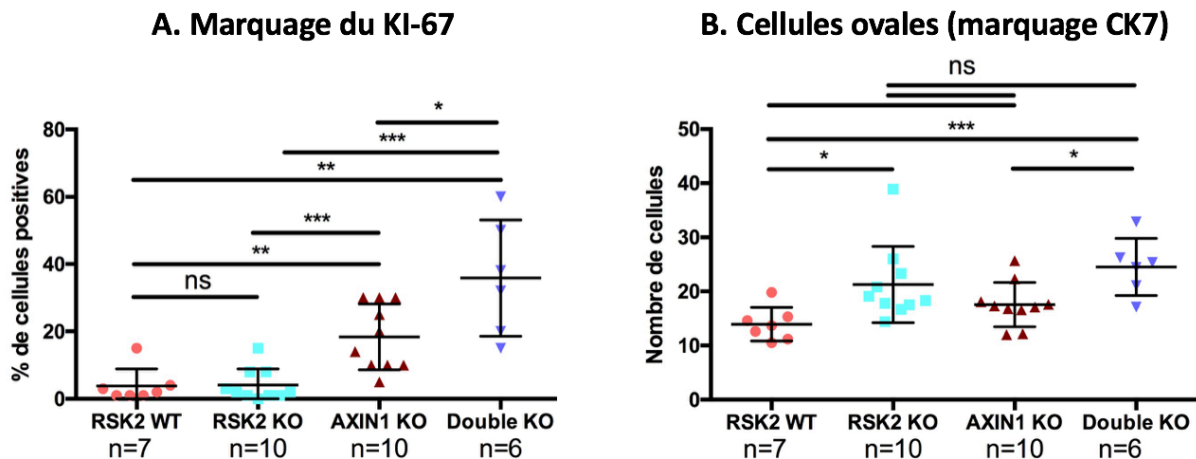 A. Marquage du KI-67
% de cellules positives
80
60
40
20
0
*
***
**
***
**
ns
RSK2 WT RSK2 KO AXIN1 KO Double KO
n=7 n=10 n=10 n=6
B. Cellules ovales (marquage CK7)
Nombre de cellules
50
40
30
20
10
0
ns
***
* *
RSK2 WT RSK2 KO AXIN1 KO Double KO
n=7 n=10 n=10 n=6